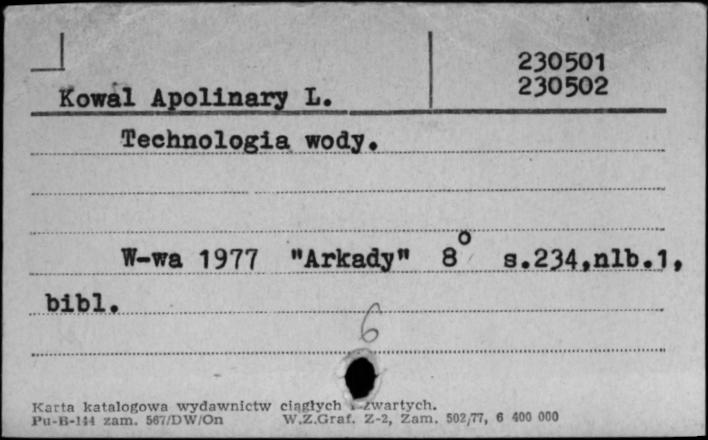 230501
230502
Kowal Apolinary L.
Technologia wody.
W-wa 1977 "Arkady" 8° s.234,nlb.1,
bibl.
6
Karta katalogowa wydawnictw ciągłych i zwartych.
Pu-B-144 zam. 567/DW/On W.Z.Graf. Z-2, Zam. 502/77, 6 400 000